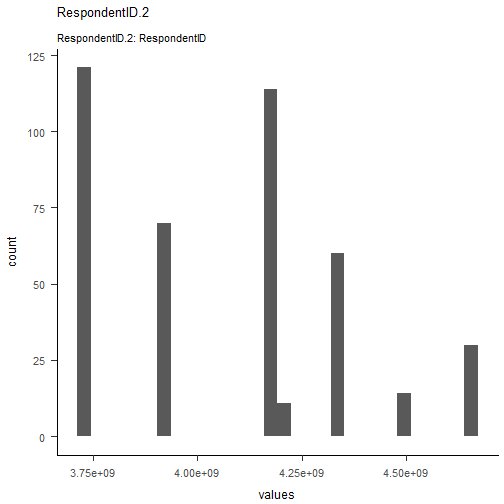 RespondentID.2
RespondentID.2: RespondentID
125
100
75
50
25
0
count
3.75e+09 4.00e+09 4.25e+09 4.50e+09
values